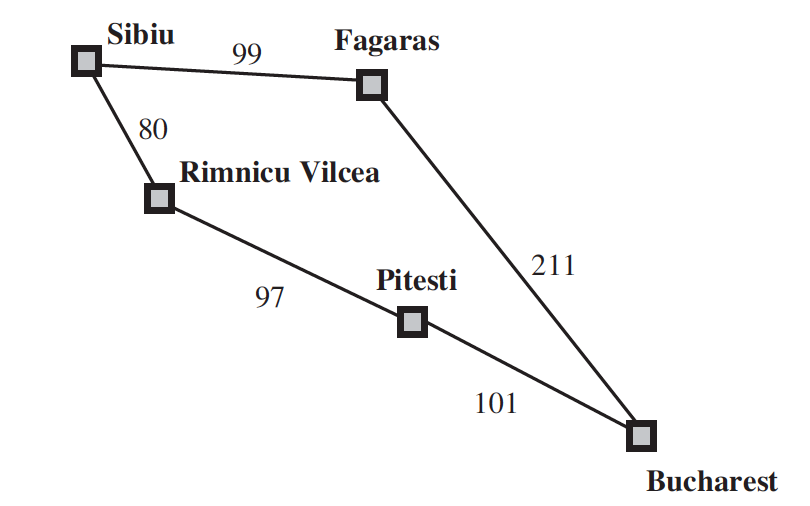 Sibiu
Fagaras
99
80
Rimnicu Vilcea
211
Pitesti
97
101
Bucharest